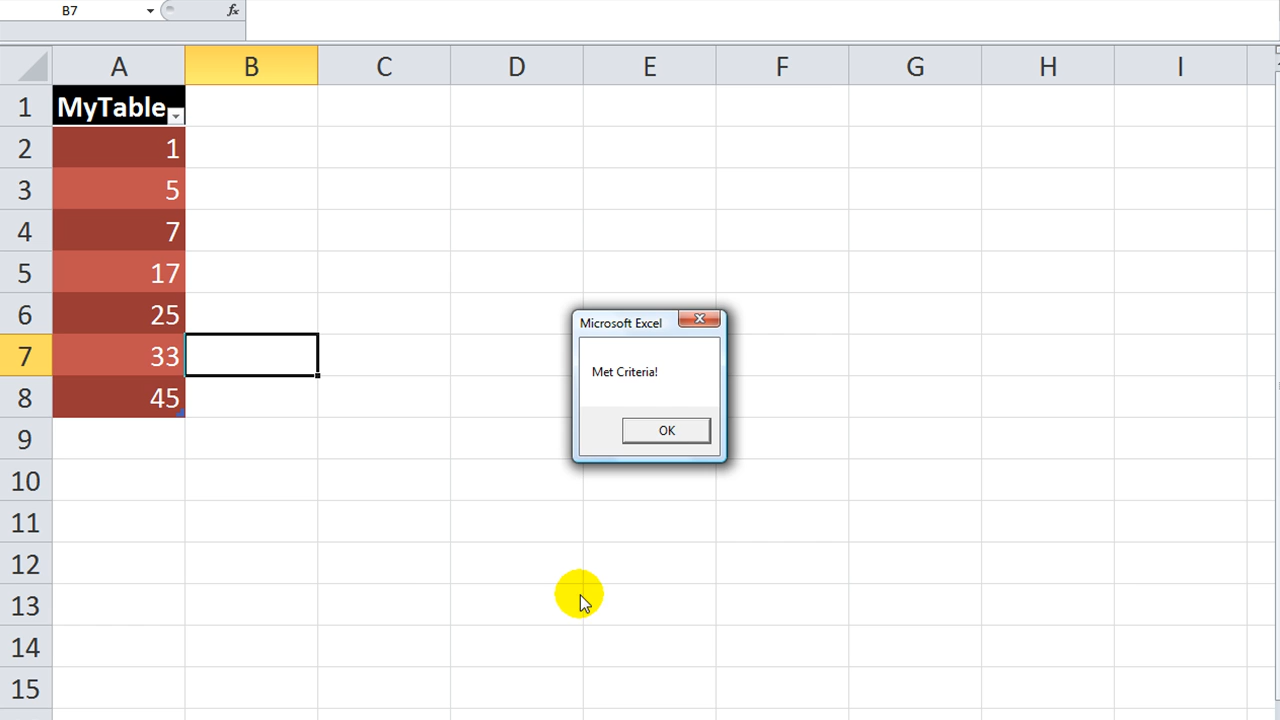 B7 fx
A B C D E F G H I
1 MyTable
2 1
3 5
4 7
5 17
6 25
7 33
8 45
9
10
11
12
13
14
15
Microsoft Excel
Met Criteria!
OK